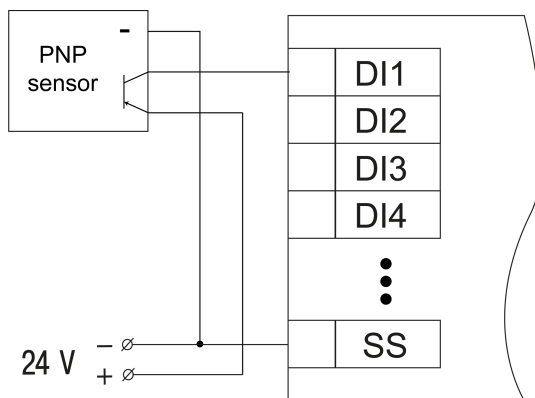 PNP
sensor
-
DI1
DI2
DI3
DI4
SS
24 V
−
+